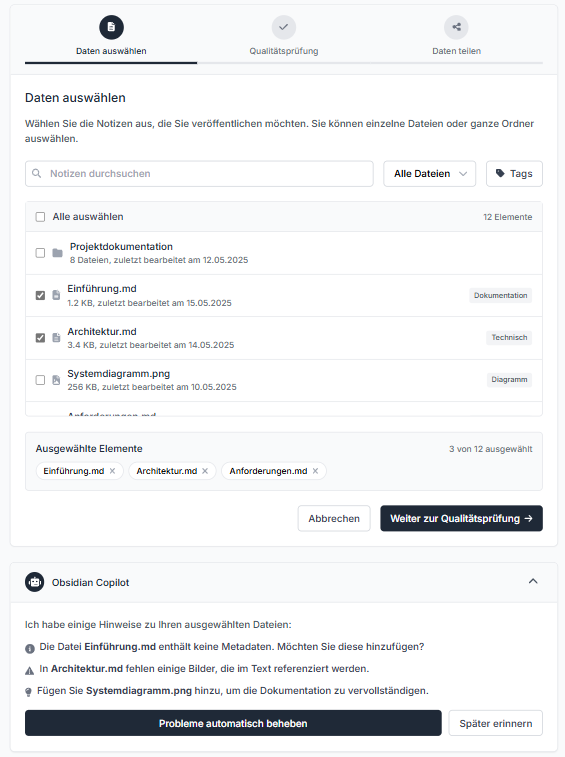 Daten auswählen
Qualitätsprüfung
Daten teilen
Daten auswählen
Wählen Sie die Notizen aus, die Sie veröffentlichen möchten. Sie können einzelne Dateien oder ganze Ordner
auswählen.
Notizen durchsuchen
Alle Dateien
Tags
Alle auswählen
12 Elemente
Projektdokumentation
8 Dateien, zuletzt bearbeitet am 12.05.2025
Einführung.md
1.2 KB, zuletzt bearbeitet am 15.05.2025
Dokumentation
Architektur.md
3.4 KB, zuletzt bearbeitet am 14.05.2025
Technisch
Systemdiagramm.png
256 KB, zuletzt bearbeitet am 10.05.2025
Diagramm
Anforderungen.md
Ausgewählte Elemente
3 von 12 ausgewählt
Einführung.md ×
Architektur.md ×
Anforderungen.md ×
Abbrechen
Weiter zur Qualitätsprüfung →
Obsidian Copilot
Ich habe einige Hinweise zu Ihren ausgewählten Dateien:
Die Datei Einführung.md enthält keine Metadaten. Möchten Sie diese hinzufügen?
In Architektur.md fehlen einige Bilder, die im Text referenziert werden.
Fügen Sie Systemdiagramm.png hinzu, um die Dokumentation zu vervollständigen.
Probleme automatisch beheben
Später erinnern